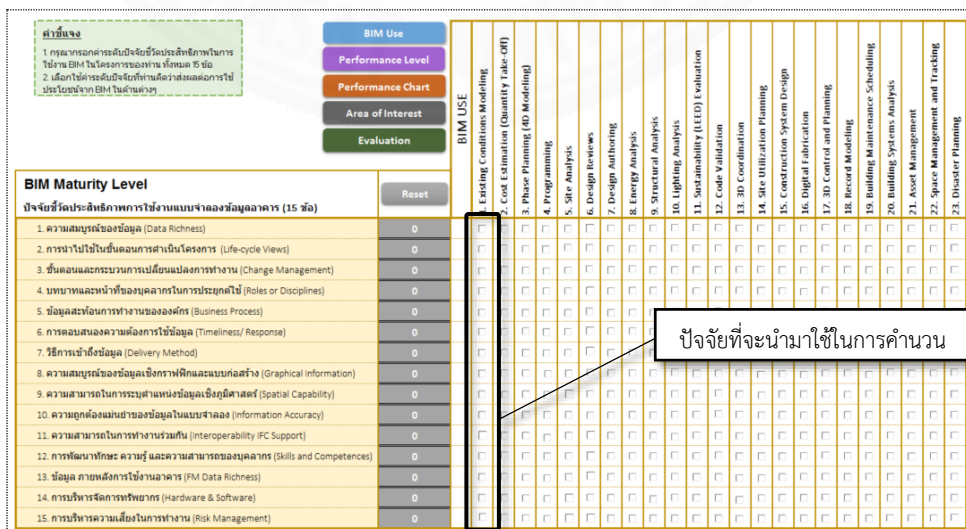 คำชี้แจง
1. กรุณากรอกค่าระดับปัจจัยชี้วัดประสิทธิภาพในการ
ใช้งาน BIM ในโครงการของท่าน ทั้งหมด 15 ข้อ
2. เลือกใช้ค่าระดับปัจจัยที่ท่านคิดว่าส่งผลต่อการใช้
ประโยชน์จาก BIM ในด้านต่างๆ
BIM Use
Performance Level
Performance Chart
Area of Interest
Evaluation
BIM USE
1. Existing Conditions Modeling
2. Cost Estimation (Quantity Take-Off)
3. Phase Planning (4D Modeling)
4. Programming
5. Site Analysis
6. Design Reviews
7. Design Authoring
8. Energy Analysis
9. Structural Analysis
10. Lighting Analysis
11. Sustainability (LEED) Evaluation
12. Coda Validation
13. 3D Coordination
14. Site Utilization Planning
15. Construction System Design
16. Digital Fabrication
17. 3D Control and Planning
18. Record Modeling
19. Building Maintenance Scheduling
20. Building Systems Analysis
21. Asset Management
22. Space Management and Tracking
23. Disaster Planning
BIM Maturity Level
ปัจจัยชี้วัดประสิทธิภาพการใช้งานแบบจำลองข้อมูลอาคาร (15 ข้อ)
Reset
1. ความสมบูรณ์ของข้อมูล (Data Richness) 0
2. การนำไปใช้ในขั้นตอนการดำเนินโครงการ (Life-cycle Views) 0
3. ขั้นตอนและกระบวนการเปลี่ยนแปลงการทำงาน (Change Management) 0
4. บทบาทและหน้าที่ของบุคลากรในการประยุกต์ใช้ (Roles or Disciplines) 0
5. ข้อมูลสะท้อนการทำงานขององค์กร (Business Process) 0
6. การตอบสนองความต้องการใช้ข้อมูล (Timeliness/ Response) 0
7. วิธีการเข้าถึงข้อมูล (Delivery Method) 0
8. ความสมบูรณ์ของข้อมูลเชิงกราฟฟิกและแบบก่อสร้าง (Graphical Information) 0
9. ความสามารถในการระบุตำแหน่งข้อมูลเชิงภูมิศาสตร์ (Spatial Capability) 0
10. ความถูกต้องแม่นยำของข้อมูลในแบบจำลอง (Information Accuracy) 0
11. ความสามารถในการทำงานร่วมกัน (Interoperability IFC Support) 0
12. การพัฒนาทักษะ ความรู้ และความสามารถของบุคลากร (Skills and Competences) 0
13. ข้อมูล ภายหลังการใช้งานอาคาร (FM Data Richness) 0
14. การบริหารจัดการทรัพยากร (Hardware & Software) 0
15. การบริหารความเสี่ยงในการทำงาน (Risk Management) 0
ปัจจัยที่จะนำมาใช้ในการคำนวน